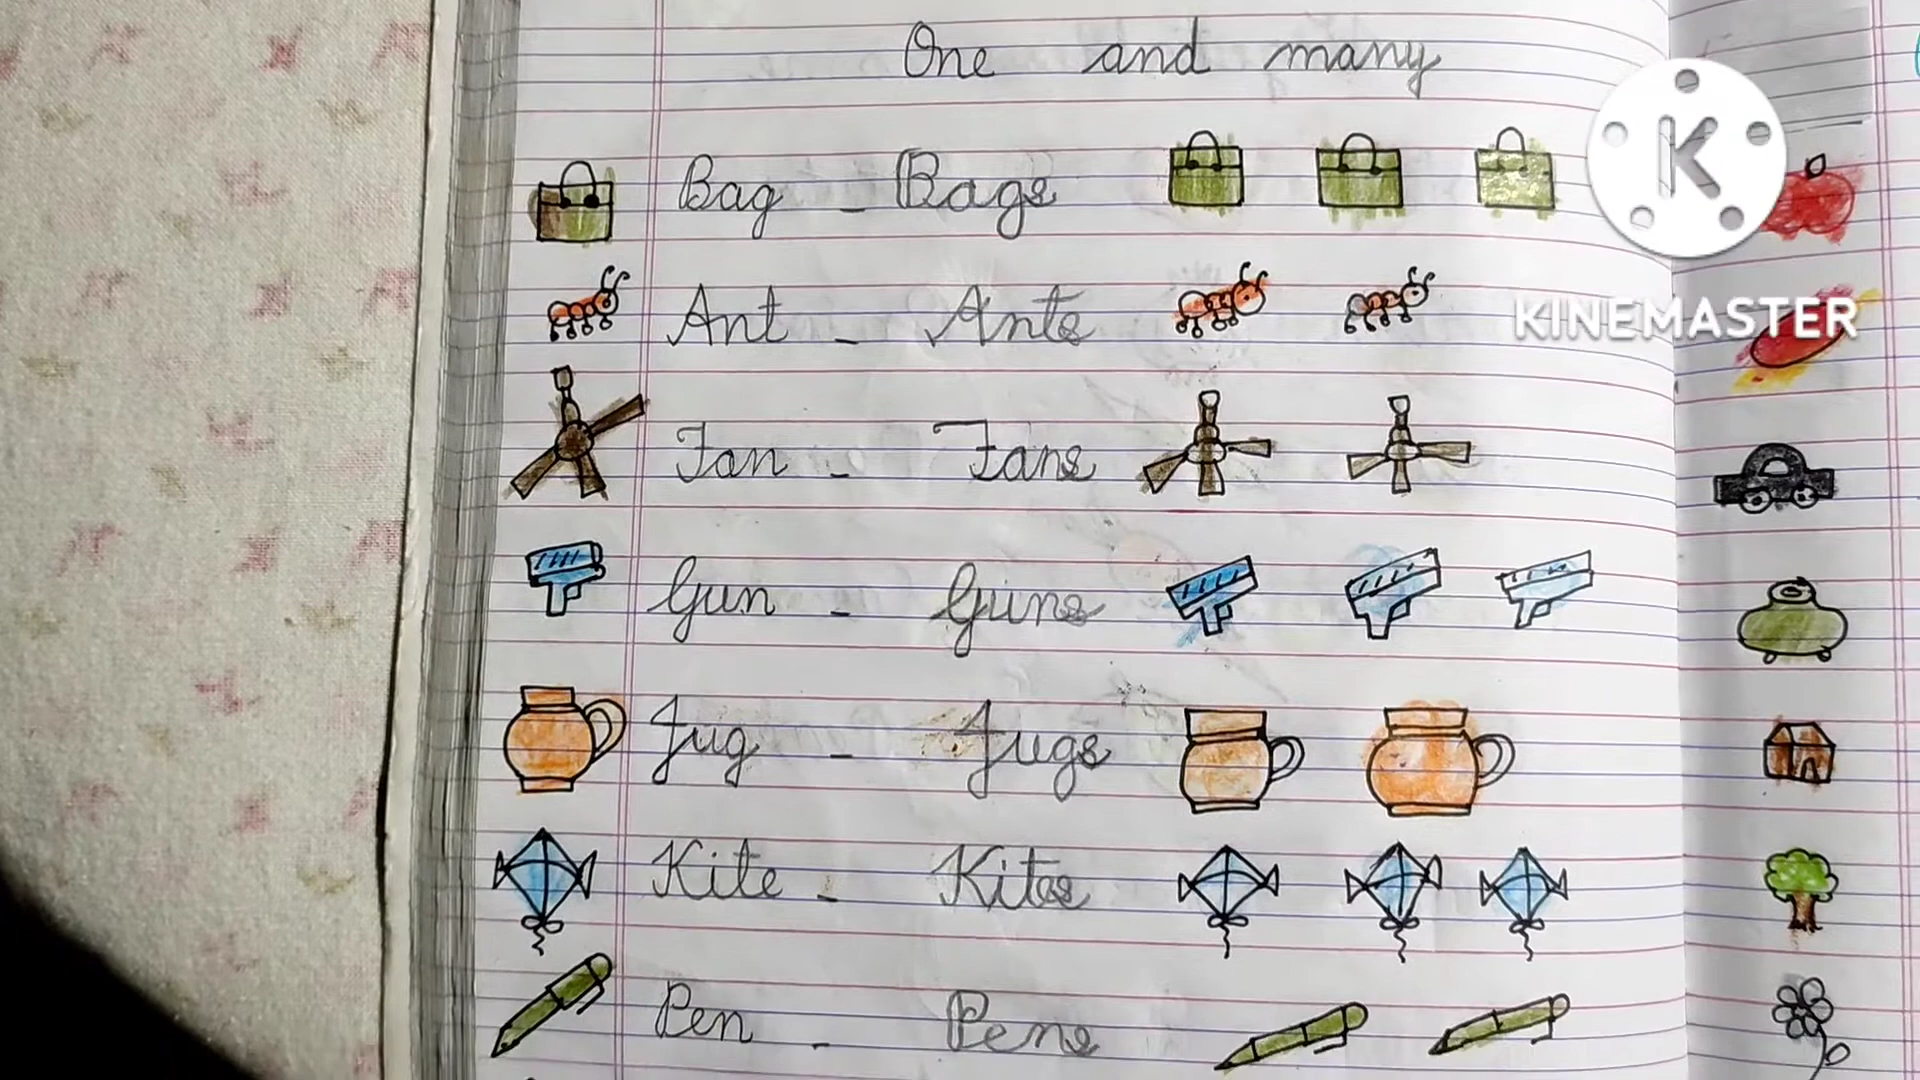 One and many
Bag - Bags
Ant - Ants
Fan - Fans
Gun - Guns
Jug - Jugs
Kite - Kites
Pen - Pens
K
KINEMASTER